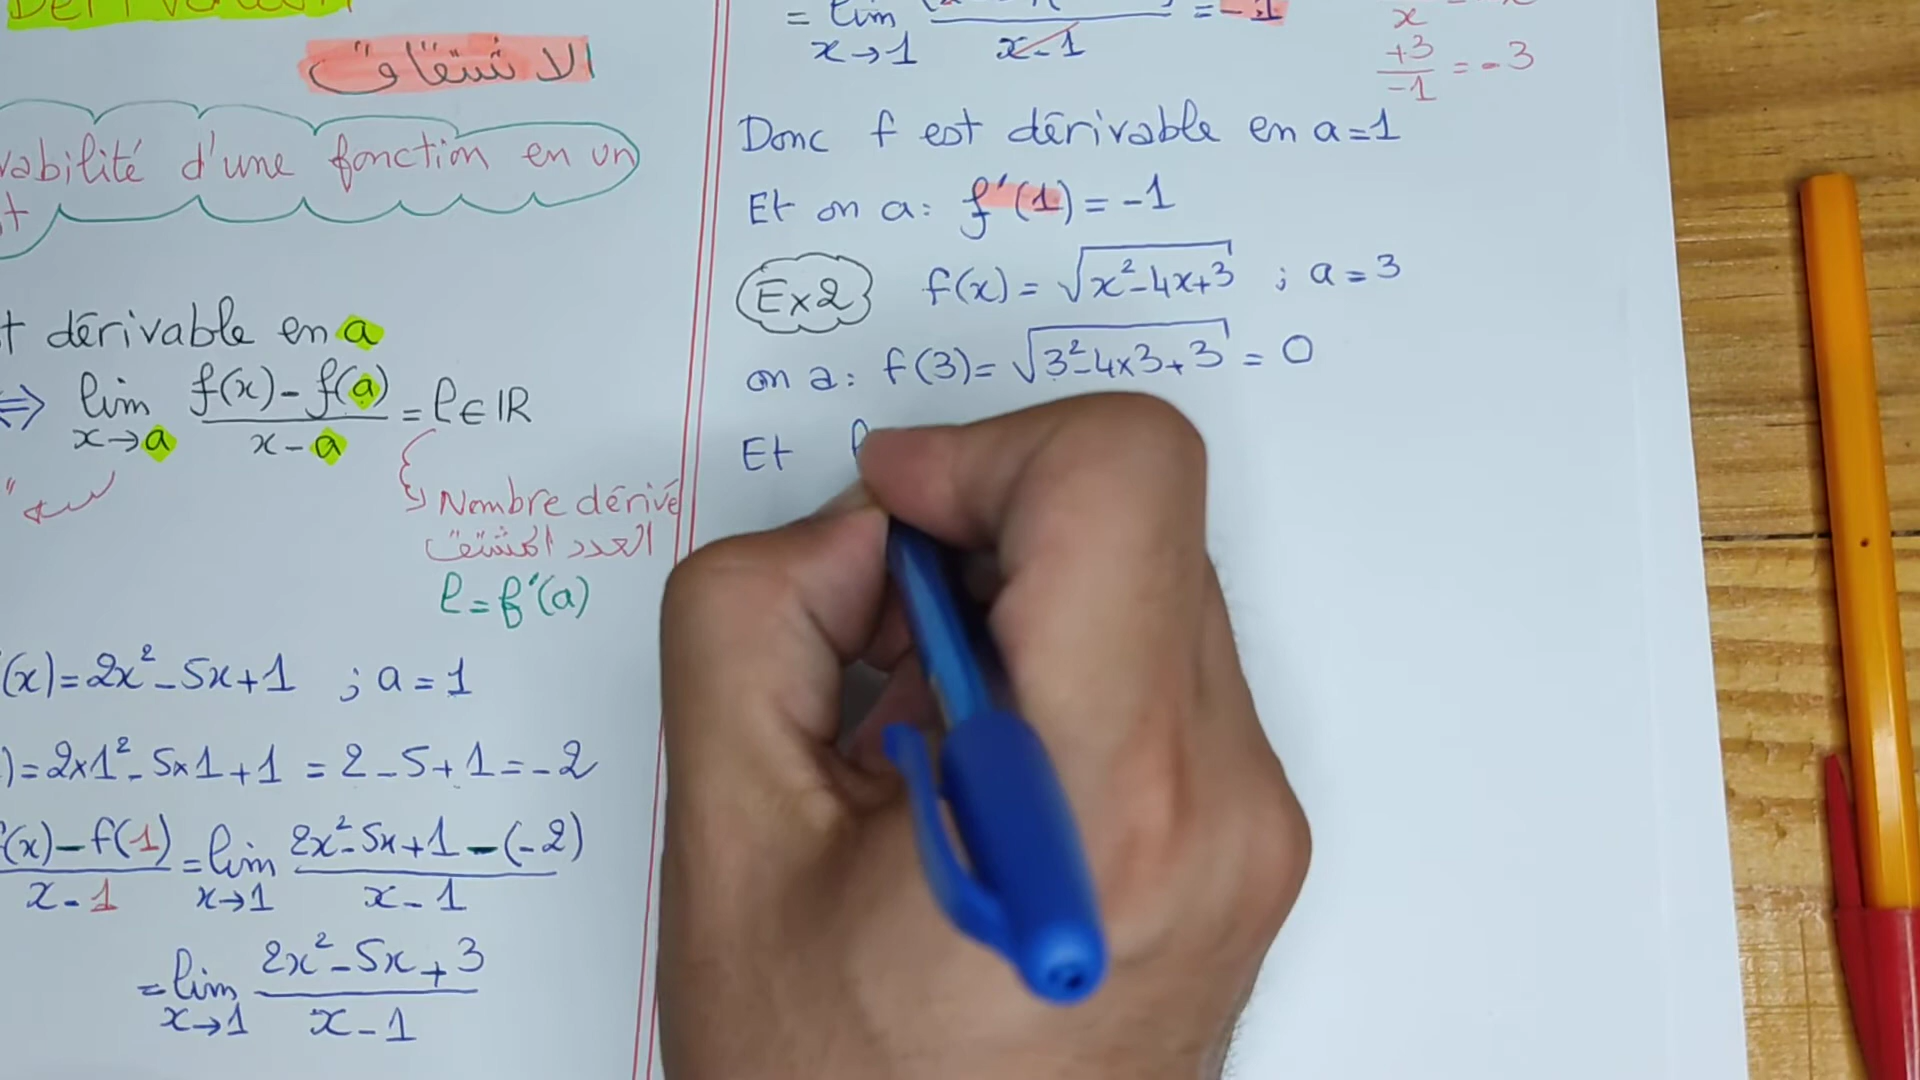 الاشتقاق
d'une fonction en un
dérivable en a
⇔ lim x→a (f(x) - f(a))/(x - a) = l ∈ IR
Nombre dérivé
العدد المشتق
l = f'(a)
(x) = 2x² - 5x + 1 ; a = 1
) = 2x1² - 5x1 + 1 = 2 - 5 + 1 = -2
(x) - f(1)/(x - 1) = lim x→1 (2x² - 5x + 1 - (-2))/(x - 1)
= lim x→1 (2x² - 5x + 3)/(x - 1)
= lim x→1 /(x - 1) = -1
+3/-1 = -3
Donc f est dérivable en a = 1
Et on a : f'(1) = -1
Ex2 f(x) = √(x² - 4x + 3) ; a = 3
on a : f(3) = √(3² - 4x3 + 3) = 0
Et